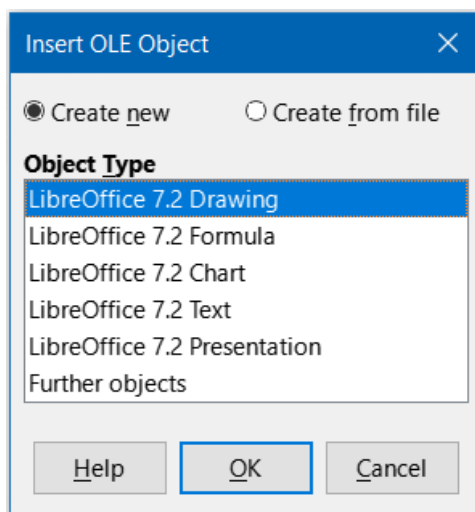 Insert OLE Object
Create new Create from file
Object Type
LibreOffice 7.2 Drawing
LibreOffice 7.2 Formula
LibreOffice 7.2 Chart
LibreOffice 7.2 Text
LibreOffice 7.2 Presentation
Further objects
Help OK Cancel